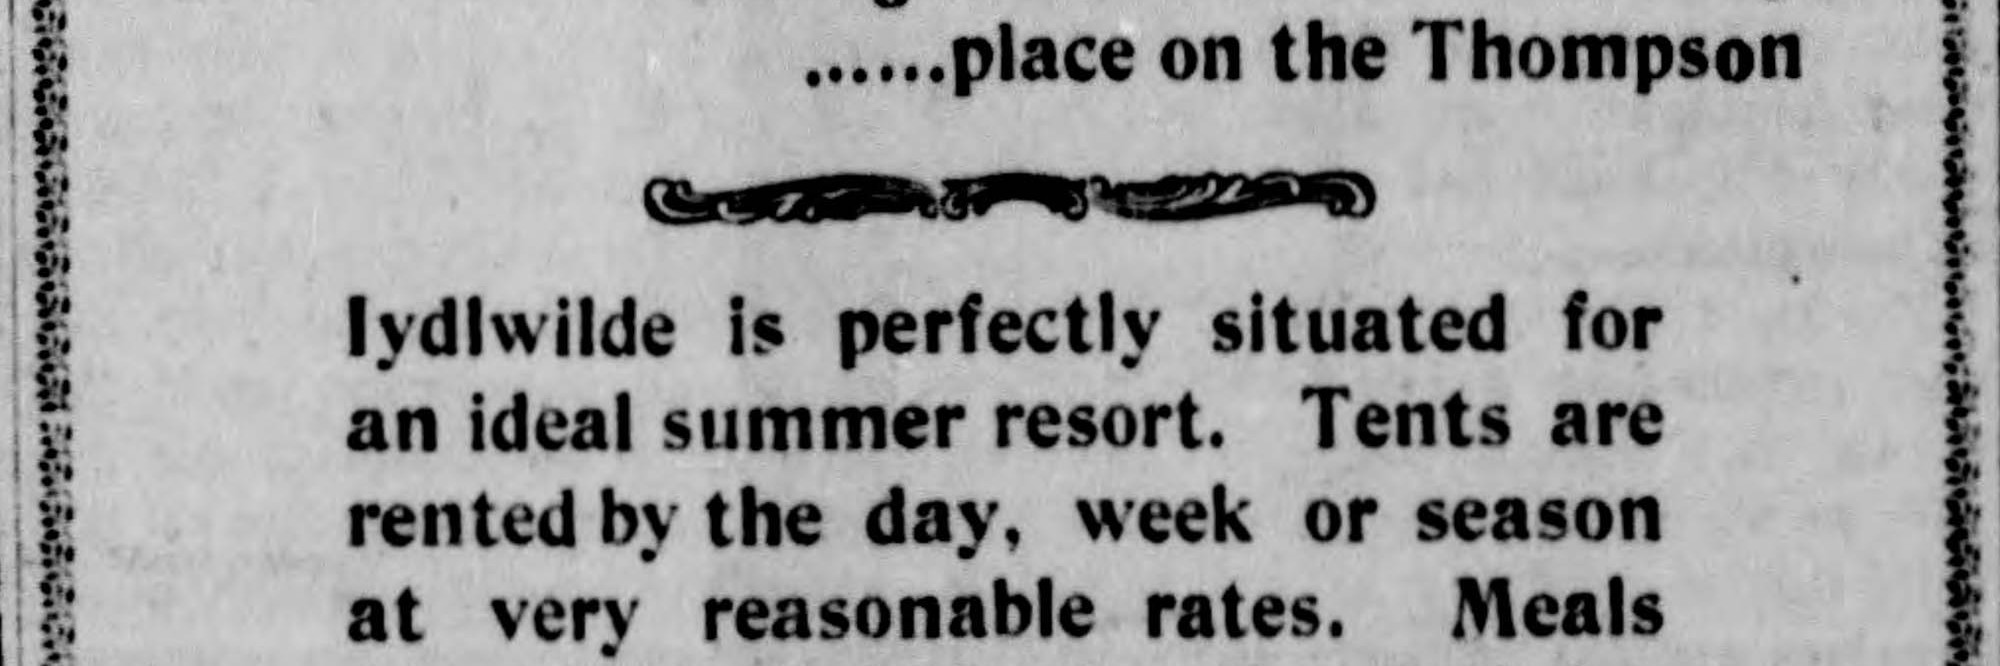 ......place on the Thompson
Iydlwilde is perfectly situated for
an ideal summer resort. Tents are
rented by the day, week or season
at very reasonable rates. Meals